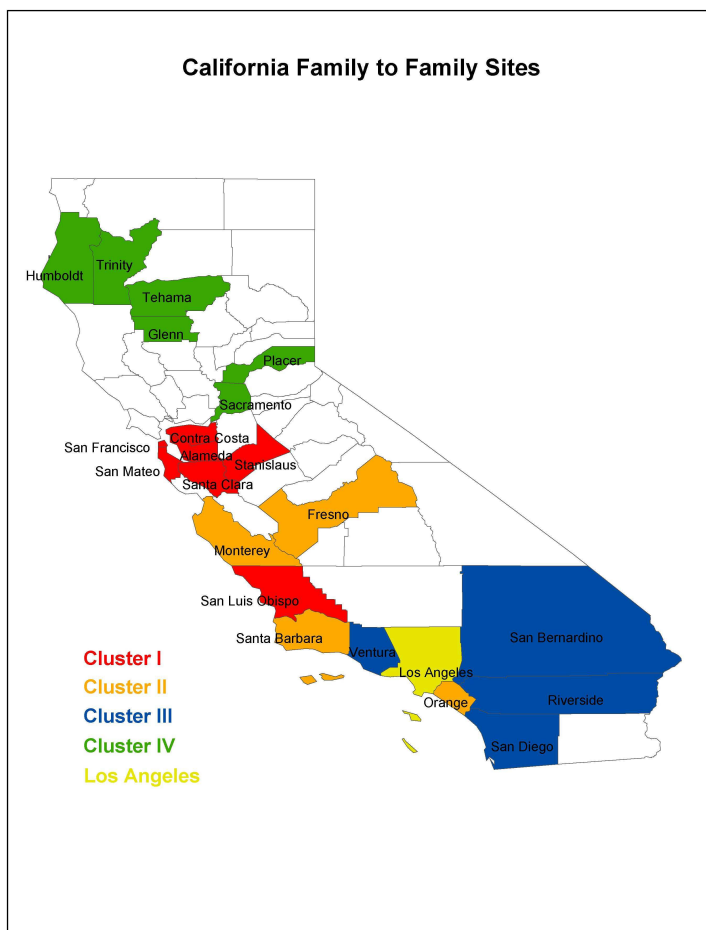 California Family to Family Sites
Humboldt
Trinity
Tehama
Glenn
Placer
Sacramento
San Francisco
Contra Costa
Alameda
San Mateo
Stanislaus
Santa Clara
Fresno
Monterey
San Luis Obispo
Santa Barbara
Ventura
Los Angeles
San Bernardino
Orange
Riverside
San Diego
Cluster I
Cluster II
Cluster III
Cluster IV
Los Angeles